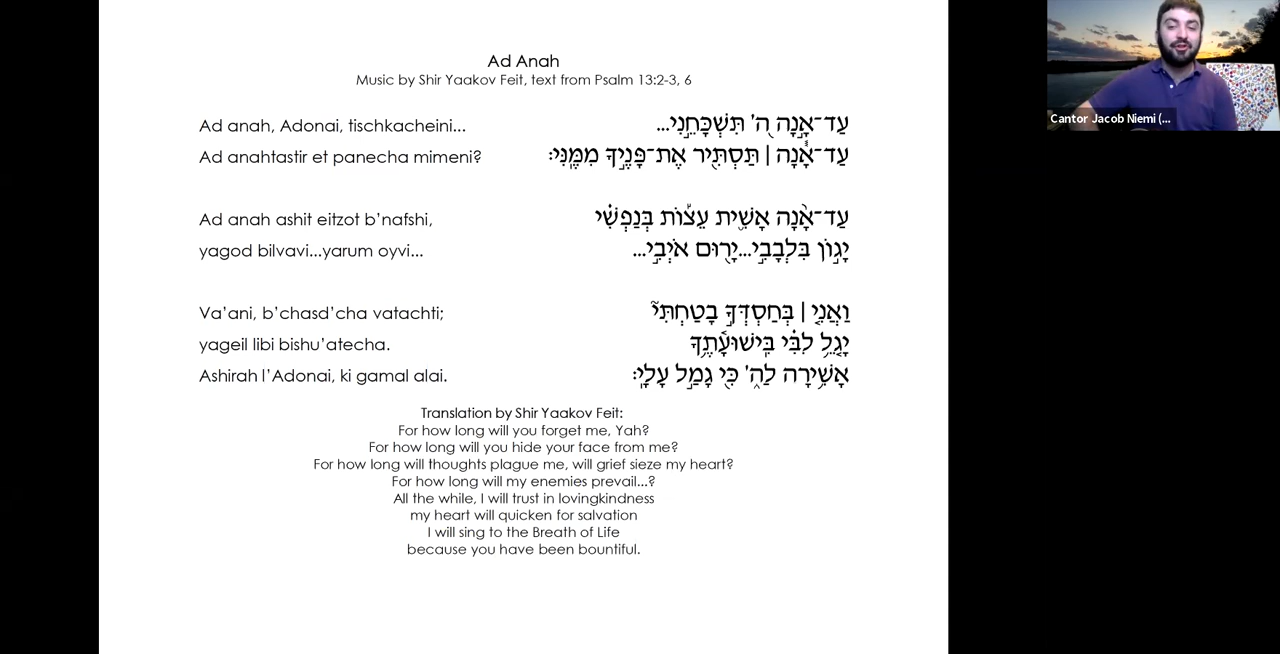 Ad Anah
Music by Shir Yaakov Feit, text from Psalm 13:2-3, 6
Ad anah, Adonai, tischkacheini...
עַד־אָ֣נָה ה֭' תִּשְׁכָּחֵ֣נִי...
Ad anahtastir et panecha mimeni?
עַד־אָ֓נָה | תַּסְתִּ֖יר אֶת־פָּנֶ֣יךָ מִמֶּֽנִּי׃
Ad anah ashit eitzot b’nafshi,
עַד־אָ֨נָה אָשִׁ֪ית עֵצ֡וֹת בְּנַפְשִׁ֗י
yagod bilvavi...yarum oyvi...
יָג֣וֹן בִּלְבָבִ֣י...יָר֖וּם אֹיְבִ֣י...
Va’ani, b’chasd’cha vatachti;
וַאֲנִ֤י | בְּחַסְדְּךָ֣ בָטַחְתִּי֮
yageil libi bishu’atecha.
יָ֤גֵ֥ל לִבִּ֗י בִּֽישׁוּעָ֫תֶ֥ךָ
Ashirah l’Adonai, ki gamal alai.
אָשִׁ֥ירָה לַה֑' כִּ֖י גָמַ֣ל עָלָֽי׃
Translation by Shir Yaakov Feit:
For how long will you forget me, Yah?
For how long will you hide your face from me?
For how long will thoughts plague me, will grief sieze my heart?
For how long will my enemies prevail...?
All the while, I will trust in lovingkindness
my heart will quicken for salvation
I will sing to the Breath of Life
because you have been bountiful.
Cantor Jacob Niemi (...